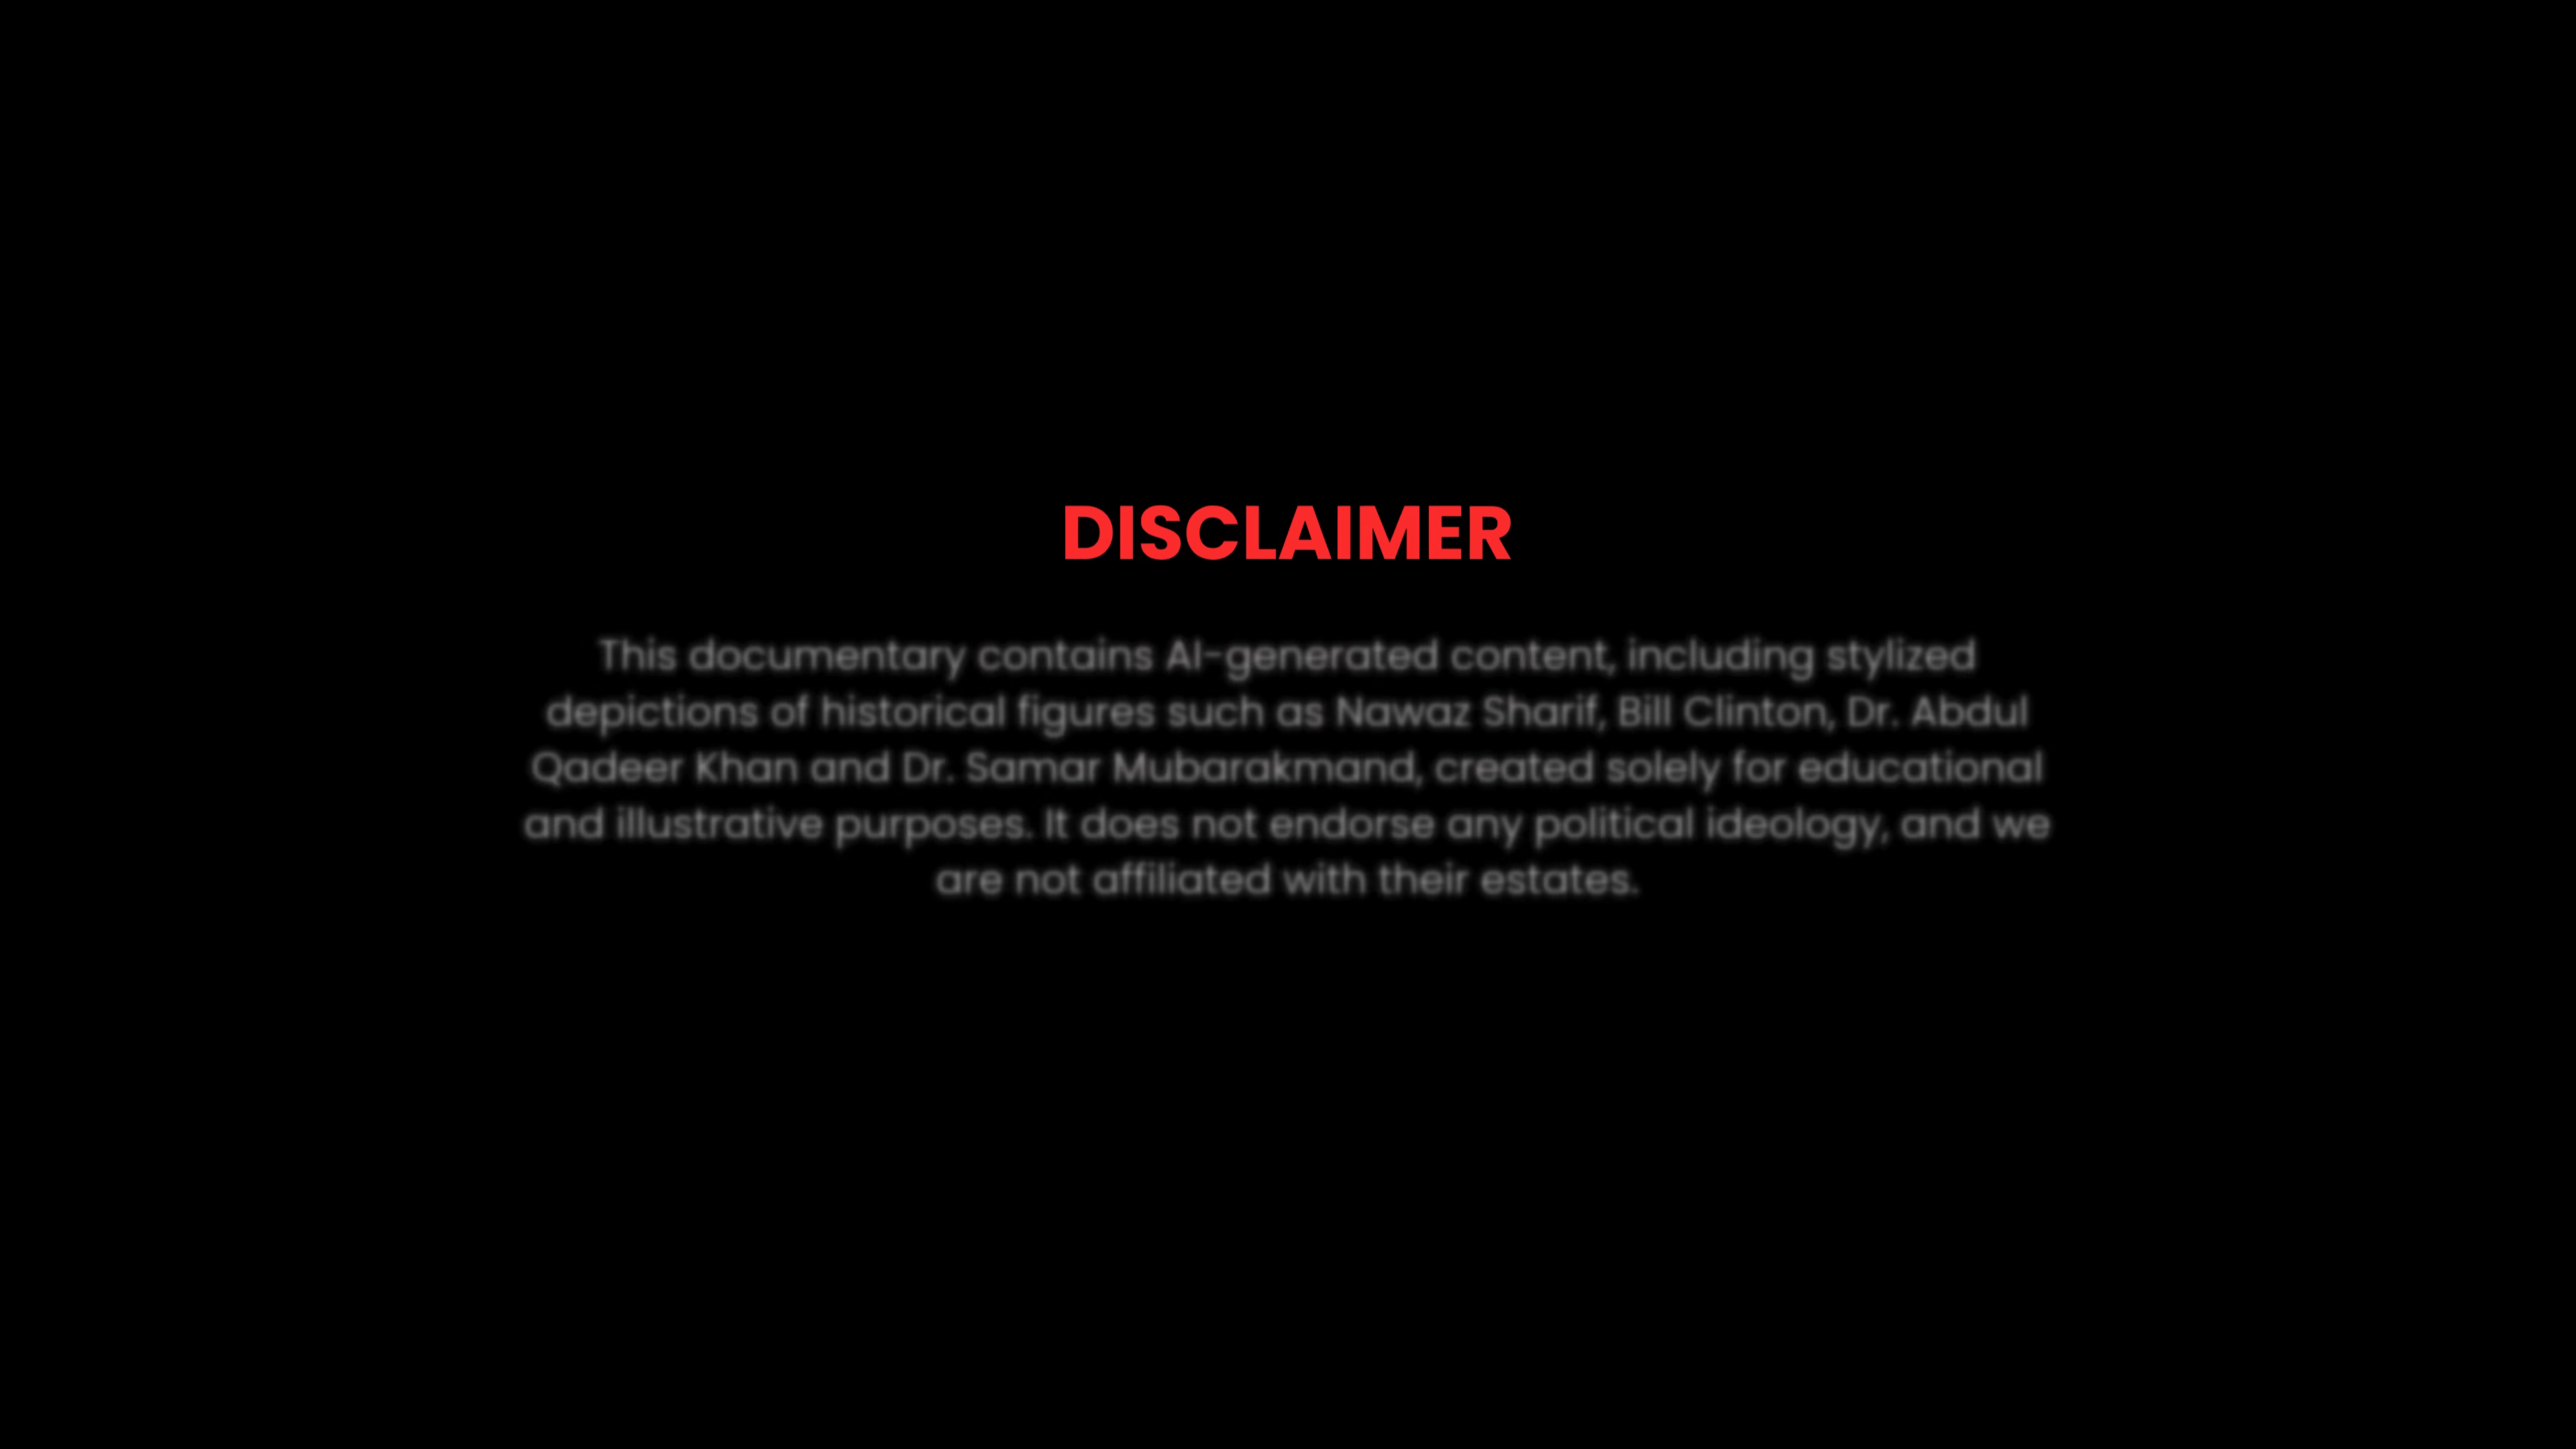 DISCLAIMER
This documentary contains AI-generated content, including stylized
depictions of historical figures such as Nawaz Sharif, Bill Clinton, Dr. Abdul
Qadeer Khan and Dr. Samar Mubarakmand, created solely for educational
and illustrative purposes. It does not endorse any political ideology, and we
are not affiliated with their estates.